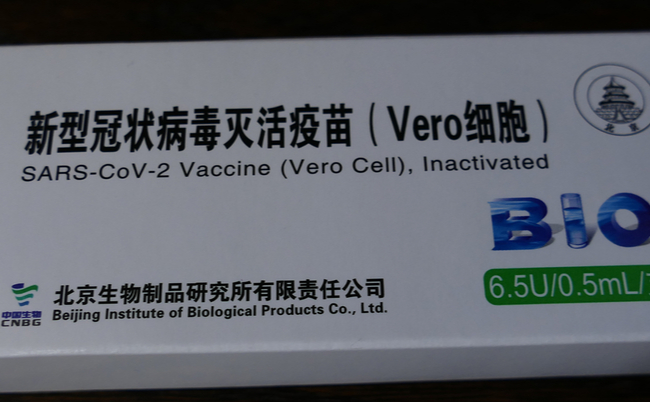 新型冠状病毒灭活疫苗（Vero细胞）
SARS-CoV-2 Vaccine (Vero Cell), Inactivated
北京
BIO
6.5U/0.5mL/
中国生物
CNBG
北京生物制品研究所有限责任公司
Beijing Institute of Biological Products Co., Ltd.